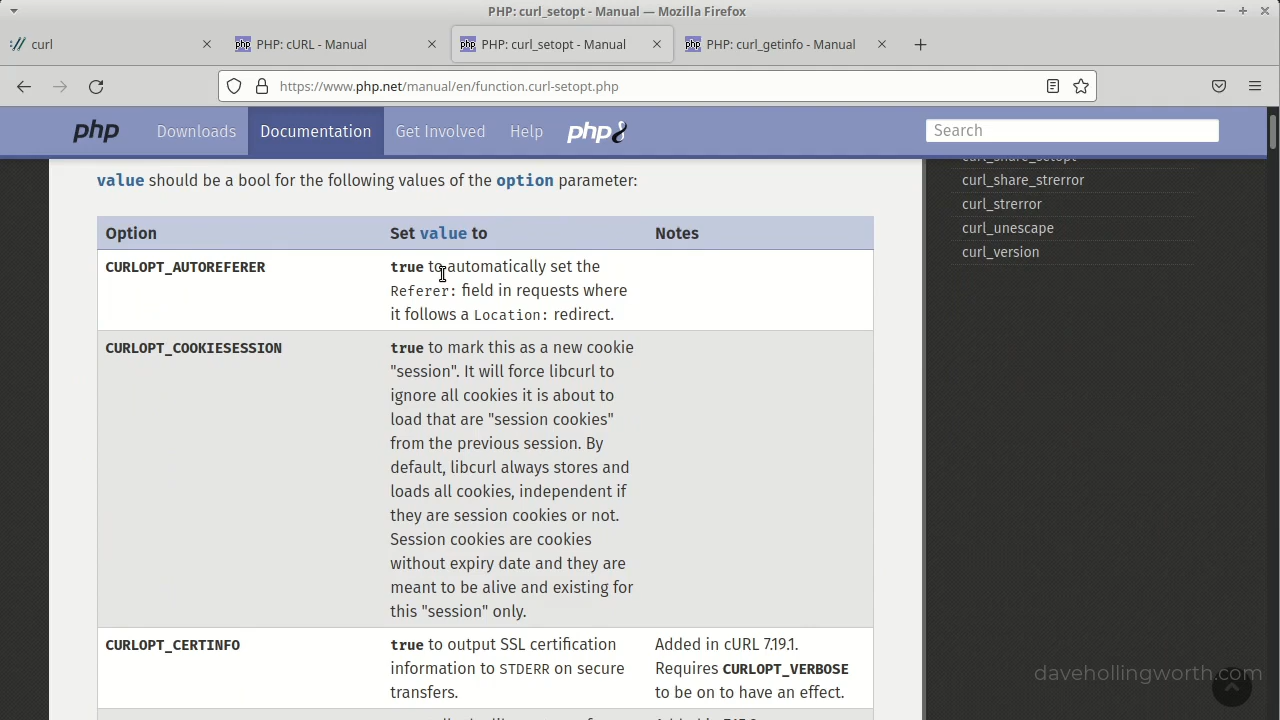 PHP: curl_setopt - Manual — Mozilla Firefox
curl
PHP: cURL - Manual
PHP: curl_setopt - Manual
PHP: curl_getinfo - Manual
https://www.php.net/manual/en/function.curl-setopt.php
php
Downloads
Documentation
Get Involved
Help
php8
Search
value should be a bool for the following values of the option parameter:
Option
Set value to
Notes
CURLOPT_AUTOREFERER
true to automatically set the
Referer: field in requests where
it follows a Location: redirect.
CURLOPT_COOKIESESSION
true to mark this as a new cookie
"session". It will force libcurl to
ignore all cookies it is about to
load that are "session cookies"
from the previous session. By
default, libcurl always stores and
loads all cookies, independent if
they are session cookies or not.
Session cookies are cookies
without expiry date and they are
meant to be alive and existing for
this "session" only.
CURLOPT_CERTINFO
true to output SSL certification
information to STDERR on secure
transfers.
Added in cURL 7.19.1.
Requires CURLOPT_VERBOSE
to be on to have an effect.
curl_share_setopt
curl_share_strerror
curl_strerror
curl_unescape
curl_version
davehollingworth.com